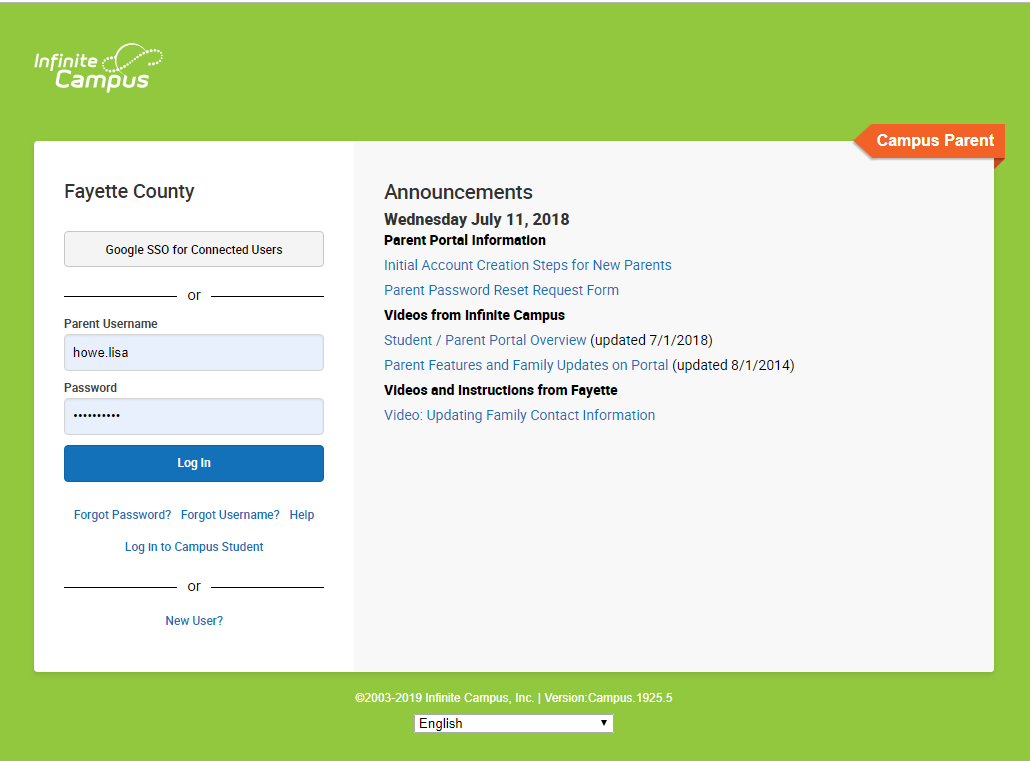 Infinite
Campus
Campus Parent
Fayette County
Google SSO for Connected Users
or
Parent Username
howe.lisa
Password
••••••••••
Log In
Forgot Password? Forgot Username? Help
Log in to Campus Student
or
New User?
Announcements
Wednesday July 11, 2018
Parent Portal Information
Initial Account Creation Steps for New Parents
Parent Password Reset Request Form
Videos from Infinite Campus
Student / Parent Portal Overview (updated 7/1/2018)
Parent Features and Family Updates on Portal (updated 8/1/2014)
Videos and Instructions from Fayette
Video: Updating Family Contact Information
©2003-2019 Infinite Campus, Inc. | Version:Campus.1925.5
English